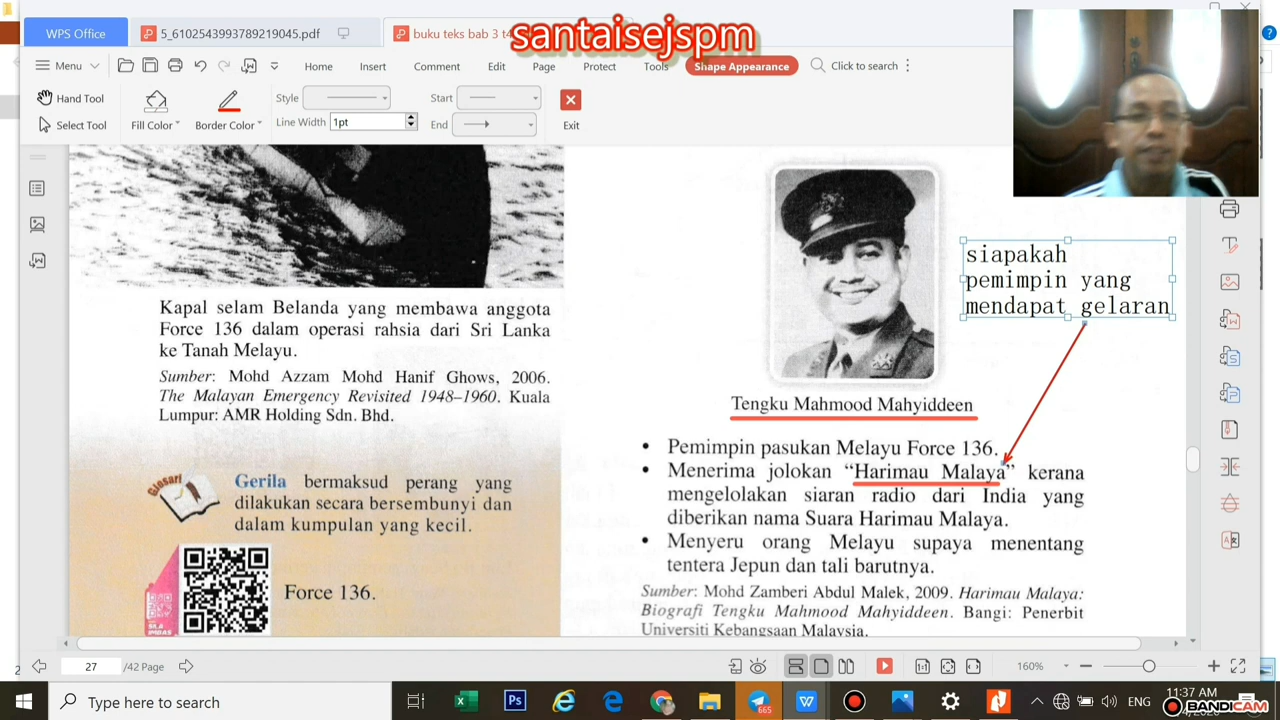 santaisejspm
WPS Office
5_6102543993789219045.pdf
buku teks bab 3 t4
Menu
Home
Insert
Comment
Edit
Page
Protect
Tools
Shape Appearance
Click to search
Hand Tool
Select Tool
Fill Color
Border Color
Style
Line Width
1pt
Start
End
Exit
Kapal selam Belanda yang membawa anggota
Force 136 dalam operasi rahsia dari Sri Lanka
ke Tanah Melayu.
Sumber: Mohd Azzam Mohd Hanif Ghows, 2006.
The Malayan Emergency Revisited 1948–1960. Kuala
Lumpur: AMR Holding Sdn. Bhd.
Glosari
Gerila bermaksud perang yang
dilakukan secara bersembunyi dan
dalam kumpulan yang kecil.
Force 136.
siapakah
pemimpin yang
mendapat gelaran
Tengku Mahmood Mahyiddeen
• Pemimpin pasukan Melayu Force 136.
• Menerima jolokan “Harimau Malaya” kerana
mengelolakan siaran radio dari India yang
diberikan nama Suara Harimau Malaya.
• Menyeru orang Melayu supaya menentang
tentera Jepun dan tali barutnya.
Sumber: Mohd Zamberi Abdul Malek, 2009. Harimau Malaya:
Biografi Tengku Mahmood Mahyiddeen. Bangi: Penerbit
Universiti Kebangsaan Malaysia.
27
/42 Page
160%
Type here to search
665
ENG
11:37 AM
BANDICAM